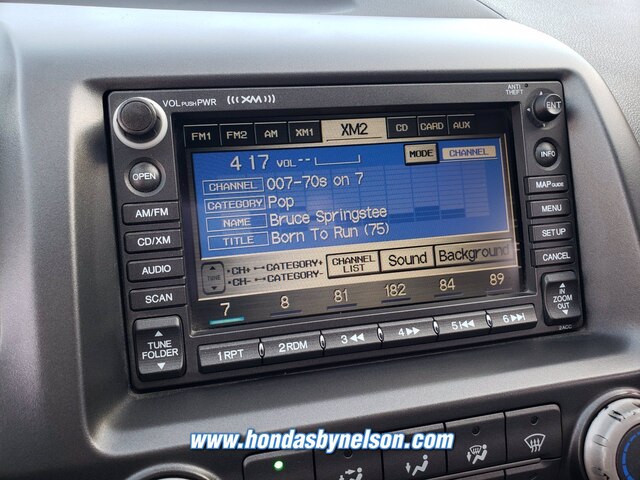 VOL PUSH PWR
(((XM)))
ANTI THEFT
FM1 FM2 AM XM1 XM2 CD CARD AUX
ENT
4 17 VOL -- MODE CHANNEL
OPEN
INFO
CHANNEL 007-70s on 7
CATEGORY Pop
MAP GUIDE
AM/FM
NAME Bruce Springstee
MENU
TITLE Born To Run (75)
CD/XM
SETUP
AUDIO
TUNE
•CH+ ↔CATEGORY+
•CH- ↔CATEGORY-
CHANNEL LIST
Sound
Background
CANCEL
SCAN
7 8 81 182 84 89
IN
ZOOM
OUT
TUNE
FOLDER
1 RPT 2 RDM 3 ◀◀ 4 ▶▶ 5 |◀◀ 6 ▶▶|
2ACC
www.hondasbynelson.com